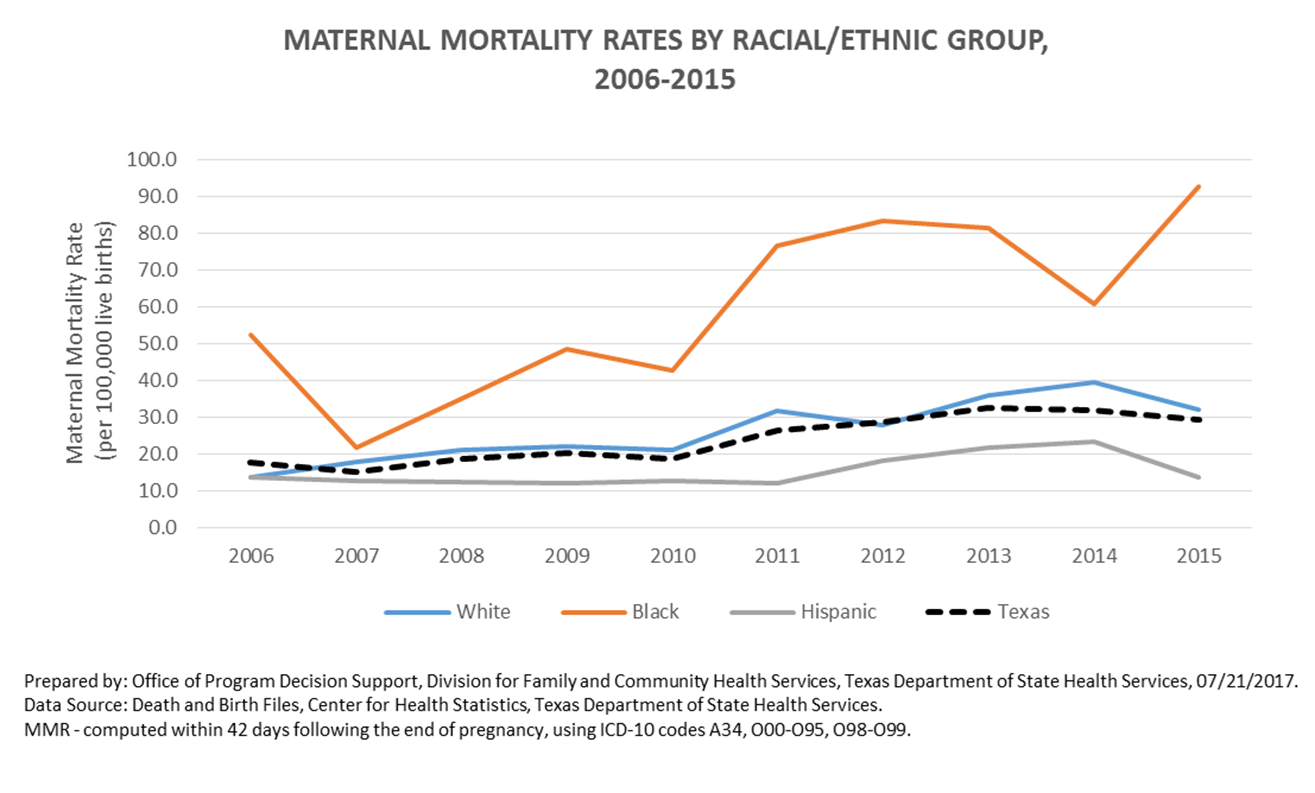 MATERNAL MORTALITY RATES BY RACIAL/ETHNIC GROUP,
2006-2015
Maternal Mortality Rate
(per 100,000 live births)
100.0
90.0
80.0
70.0
60.0
50.0
40.0
30.0
20.0
10.0
0.0
2006 2007 2008 2009 2010 2011 2012 2013 2014 2015
White Black Hispanic Texas
Prepared by: Office of Program Decision Support, Division for Family and Community Health Services, Texas Department of State Health Services, 07/21/2017.
Data Source: Death and Birth Files, Center for Health Statistics, Texas Department of State Health Services.
MMR - computed within 42 days following the end of pregnancy, using ICD-10 codes A34, O00-O95, O98-O99.